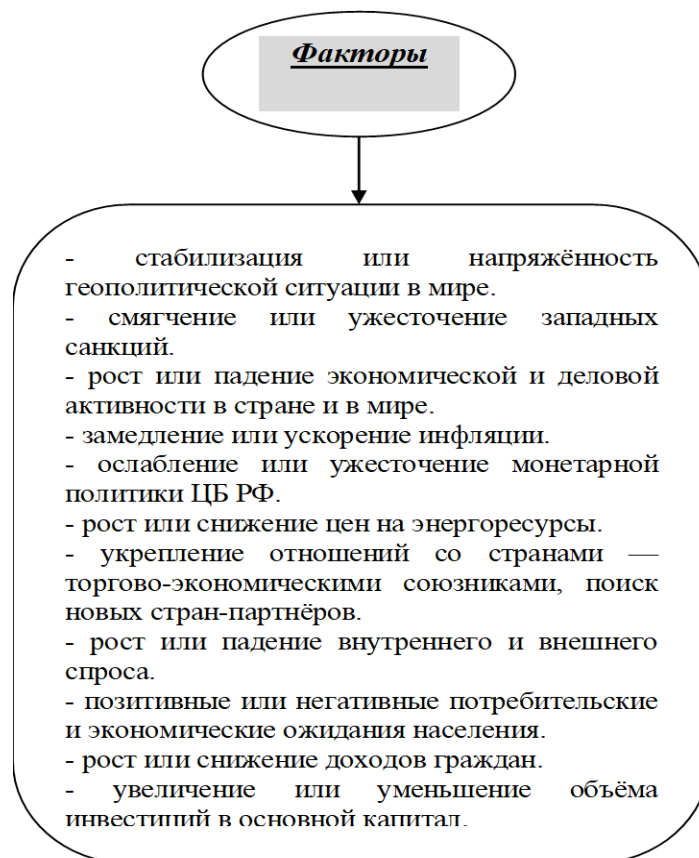 Факторы
- стабилизация или напряжённость
геополитической ситуации в мире.
- смягчение или ужесточение западных
санкций.
- рост или падение экономической и деловой
активности в стране и в мире.
- замедление или ускорение инфляции.
- ослабление или ужесточение монетарной
политики ЦБ РФ.
- рост или снижение цен на энергоресурсы.
- укрепление отношений со странами —
торгово-экономическими союзниками, поиск
новых стран-партнёров.
- рост или падение внутреннего и внешнего
спроса.
- позитивные или негативные потребительские
и экономические ожидания населения.
- рост или снижение доходов граждан.
- увеличение или уменьшение объёма
инвестиций в основной капитал.